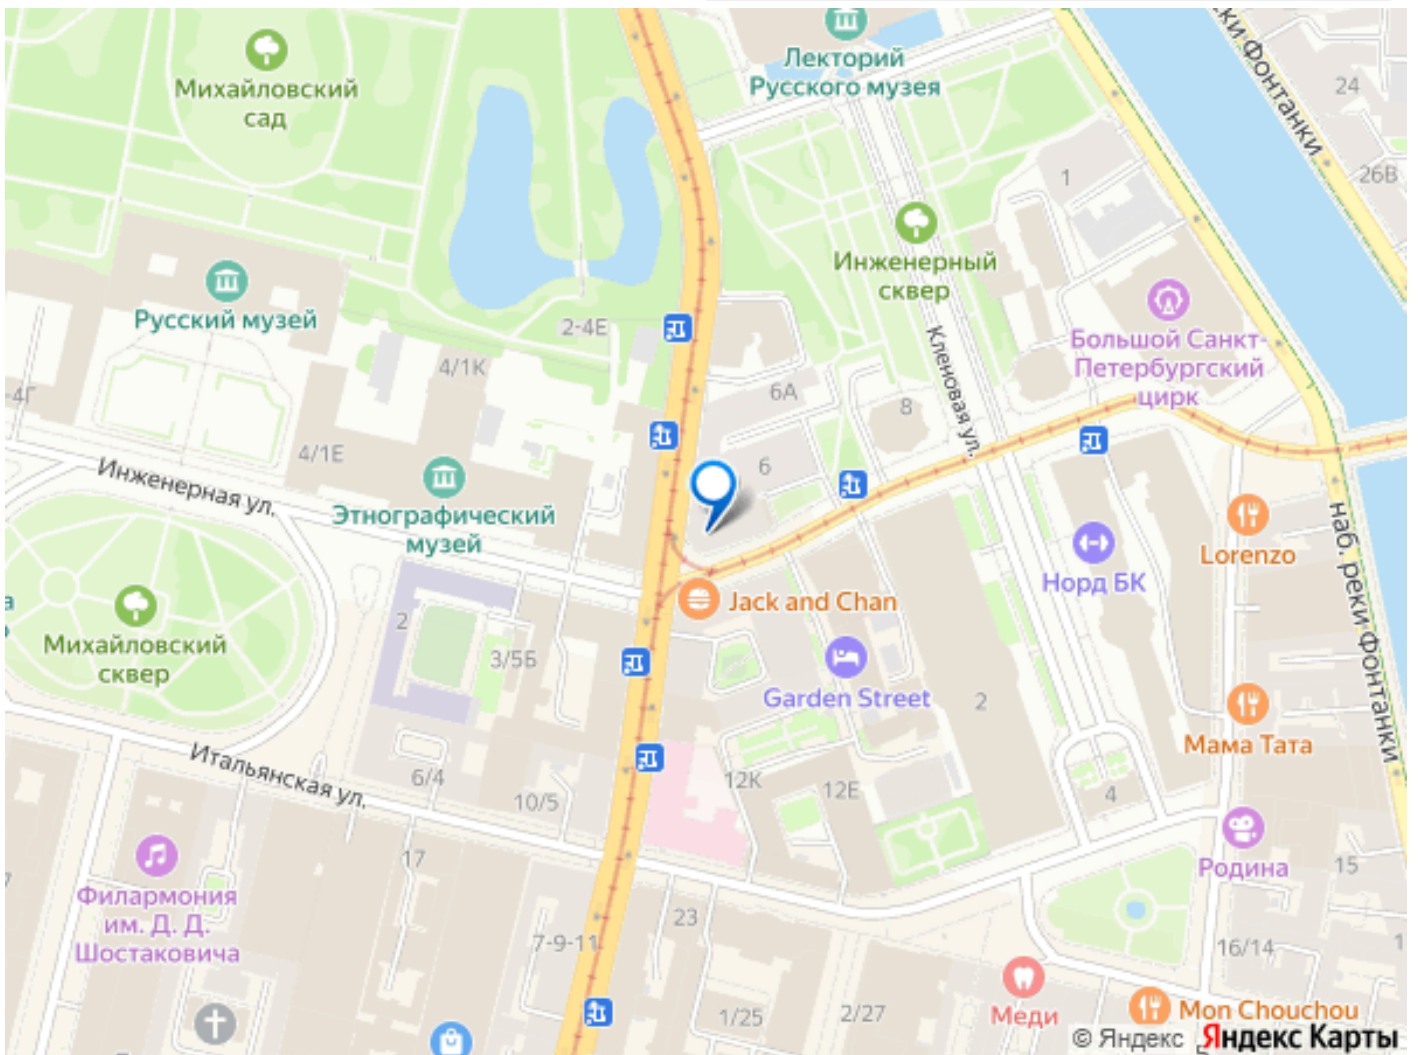 Михайловский
сад
Лекторий
Русского музея
ки Фонтанки
24
26В
1
Инженерный
сквер
Русский музей
2-4Е
4/1К
-4Г
4/1Е
6А
8
6
Кленовая ул.
Большой Санкт-
Петербургский
цирк
Инженерная ул.
Этнографический
музей
Норд БК
Lorenzo
наб. реки Фонтанки
Jack and Chan
а
Михайловский
сквер
2
3/5Б
Garden Street
2
Мама Тата
Итальянская ул.
6/4
10/5
12К
12Е
4
Родина
15
17
Филармония
им. Д. Д.
Шостаковича
7-9-11
23
16/14
1
Меди
1/25
2/27
Mon Chouchou
© Яндекс Яндекс Карты